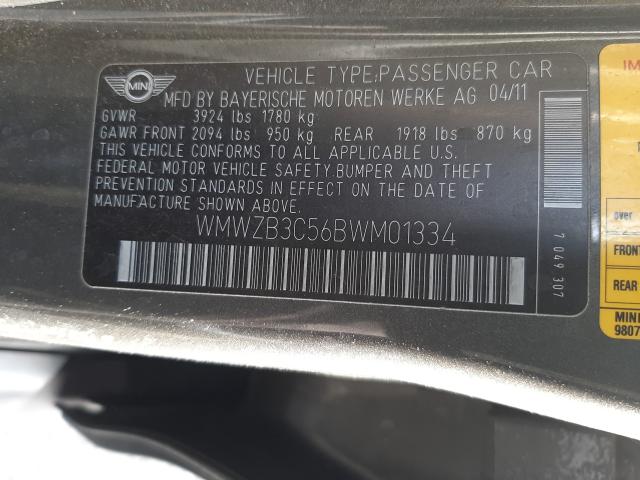 MINI
VEHICLE TYPE:PASSENGER CAR
MFD BY BAYERISCHE MOTOREN WERKE AG 04/11
GVWR 3924 lbs 1780 kg
GAWR FRONT 2094 lbs 950 kg REAR 1918 lbs 870 kg
THIS VEHICLE CONFORMS TO ALL APPLICABLE U.S.
FEDERAL MOTOR VEHICLE SAFETY,BUMPER AND THEFT
PREVENTION STANDARDS IN EFFECT ON THE DATE OF
MANUFACTURE SHOWN ABOVE.
WMWZB3C56BWM01334
7 049 307
IM
FRONT
REAR
MINI
9807